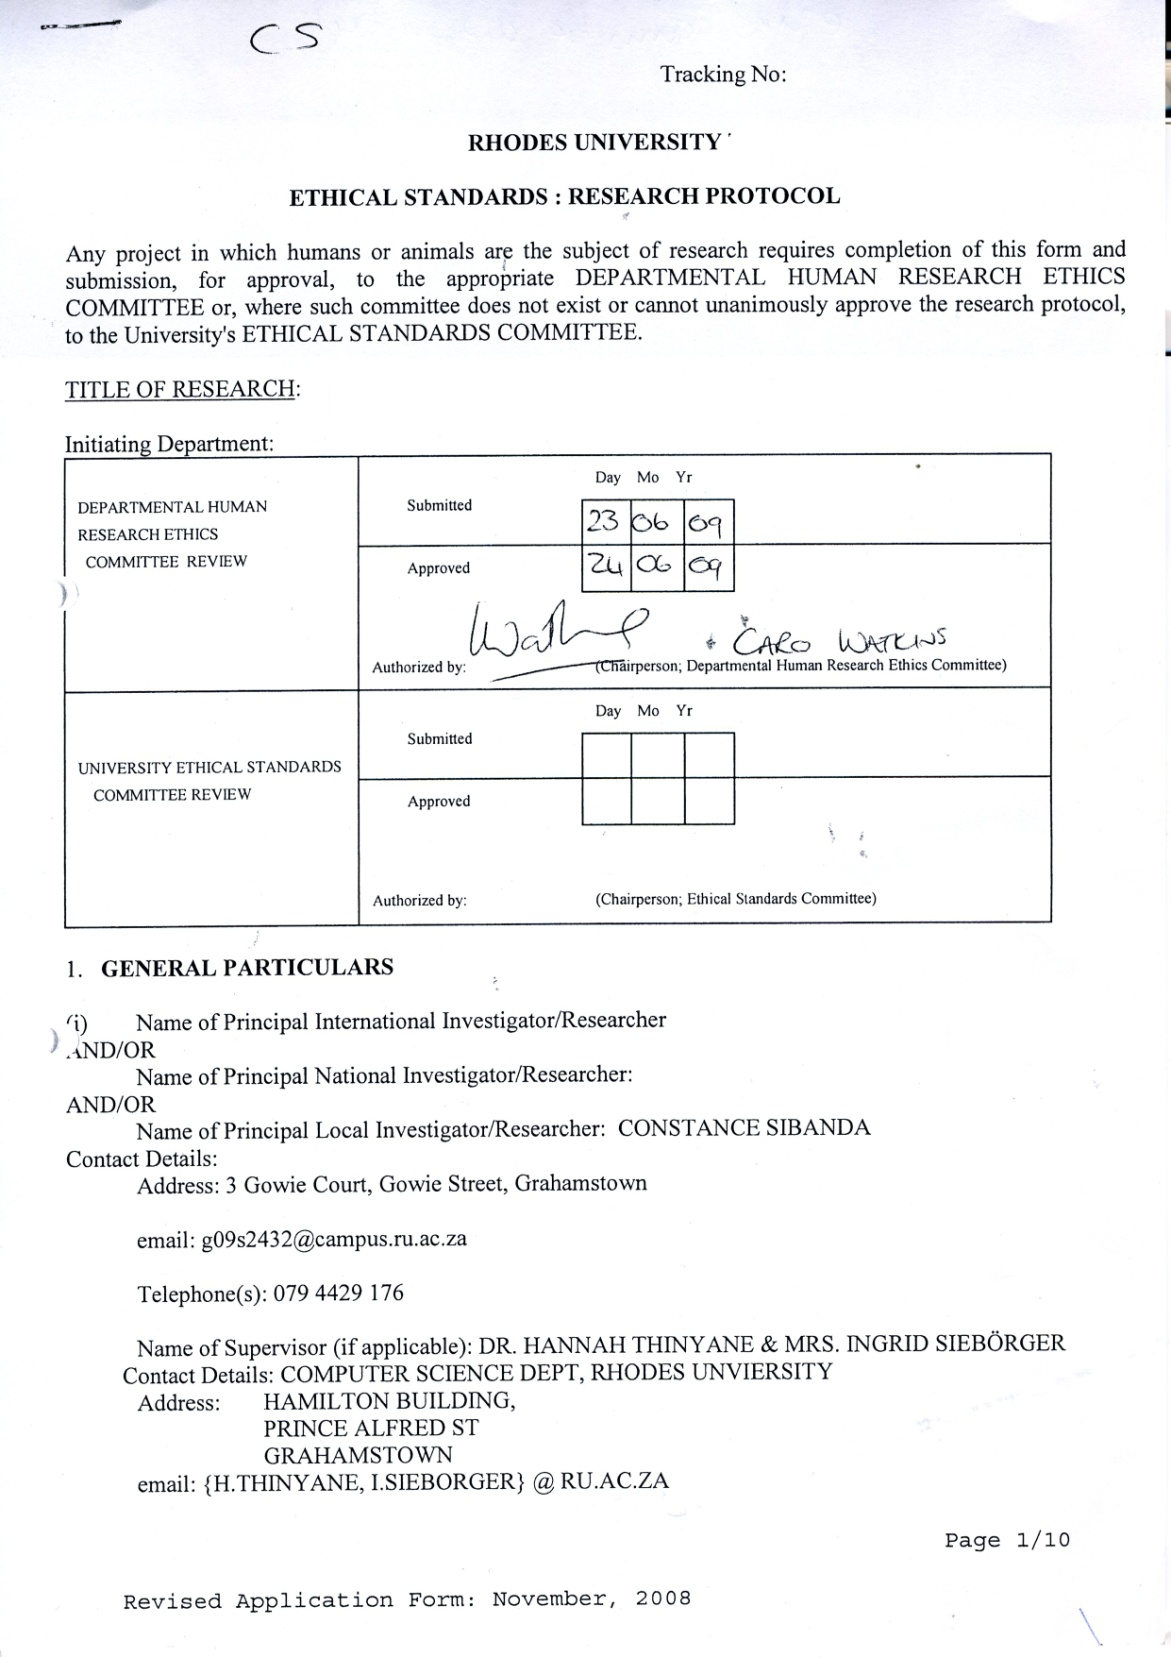 CS
Tracking No:
RHODES UNIVERSITY
ETHICAL STANDARDS : RESEARCH PROTOCOL
Any project in which humans or animals are the subject of research requires completion of this form and
submission, for approval, to the appropriate DEPARTMENTAL HUMAN RESEARCH ETHICS
COMMITTEE or, where such committee does not exist or cannot unanimously approve the research protocol,
to the University's ETHICAL STANDARDS COMMITTEE.
TITLE OF RESEARCH:
Initiating Department:
DEPARTMENTAL HUMAN
RESEARCH ETHICS
COMMITTEE REVIEW
Day Mo Yr
Submitted 23 06 09
Approved 24 06 09
CARO WATKINS
Authorized by: (Chairperson; Departmental Human Research Ethics Committee)
UNIVERSITY ETHICAL STANDARDS
COMMITTEE REVIEW
Day Mo Yr
Submitted
Approved
Authorized by: (Chairperson; Ethical Standards Committee)
1. GENERAL PARTICULARS
(i) Name of Principal International Investigator/Researcher
AND/OR
Name of Principal National Investigator/Researcher:
AND/OR
Name of Principal Local Investigator/Researcher: CONSTANCE SIBANDA
Contact Details:
Address: 3 Gowie Court, Gowie Street, Grahamstown
email: g09s2432@campus.ru.ac.za
Telephone(s): 079 4429 176
Name of Supervisor (if applicable): DR. HANNAH THINYANE & MRS. INGRID SIEBÖRGER
Contact Details: COMPUTER SCIENCE DEPT, RHODES UNVIERSITY
Address: HAMILTON BUILDING,
PRINCE ALFRED ST
GRAHAMSTOWN
email: {H.THINYANE, I.SIEBORGER} @ RU.AC.ZA
Page 1/10
Revised Application Form: November, 2008